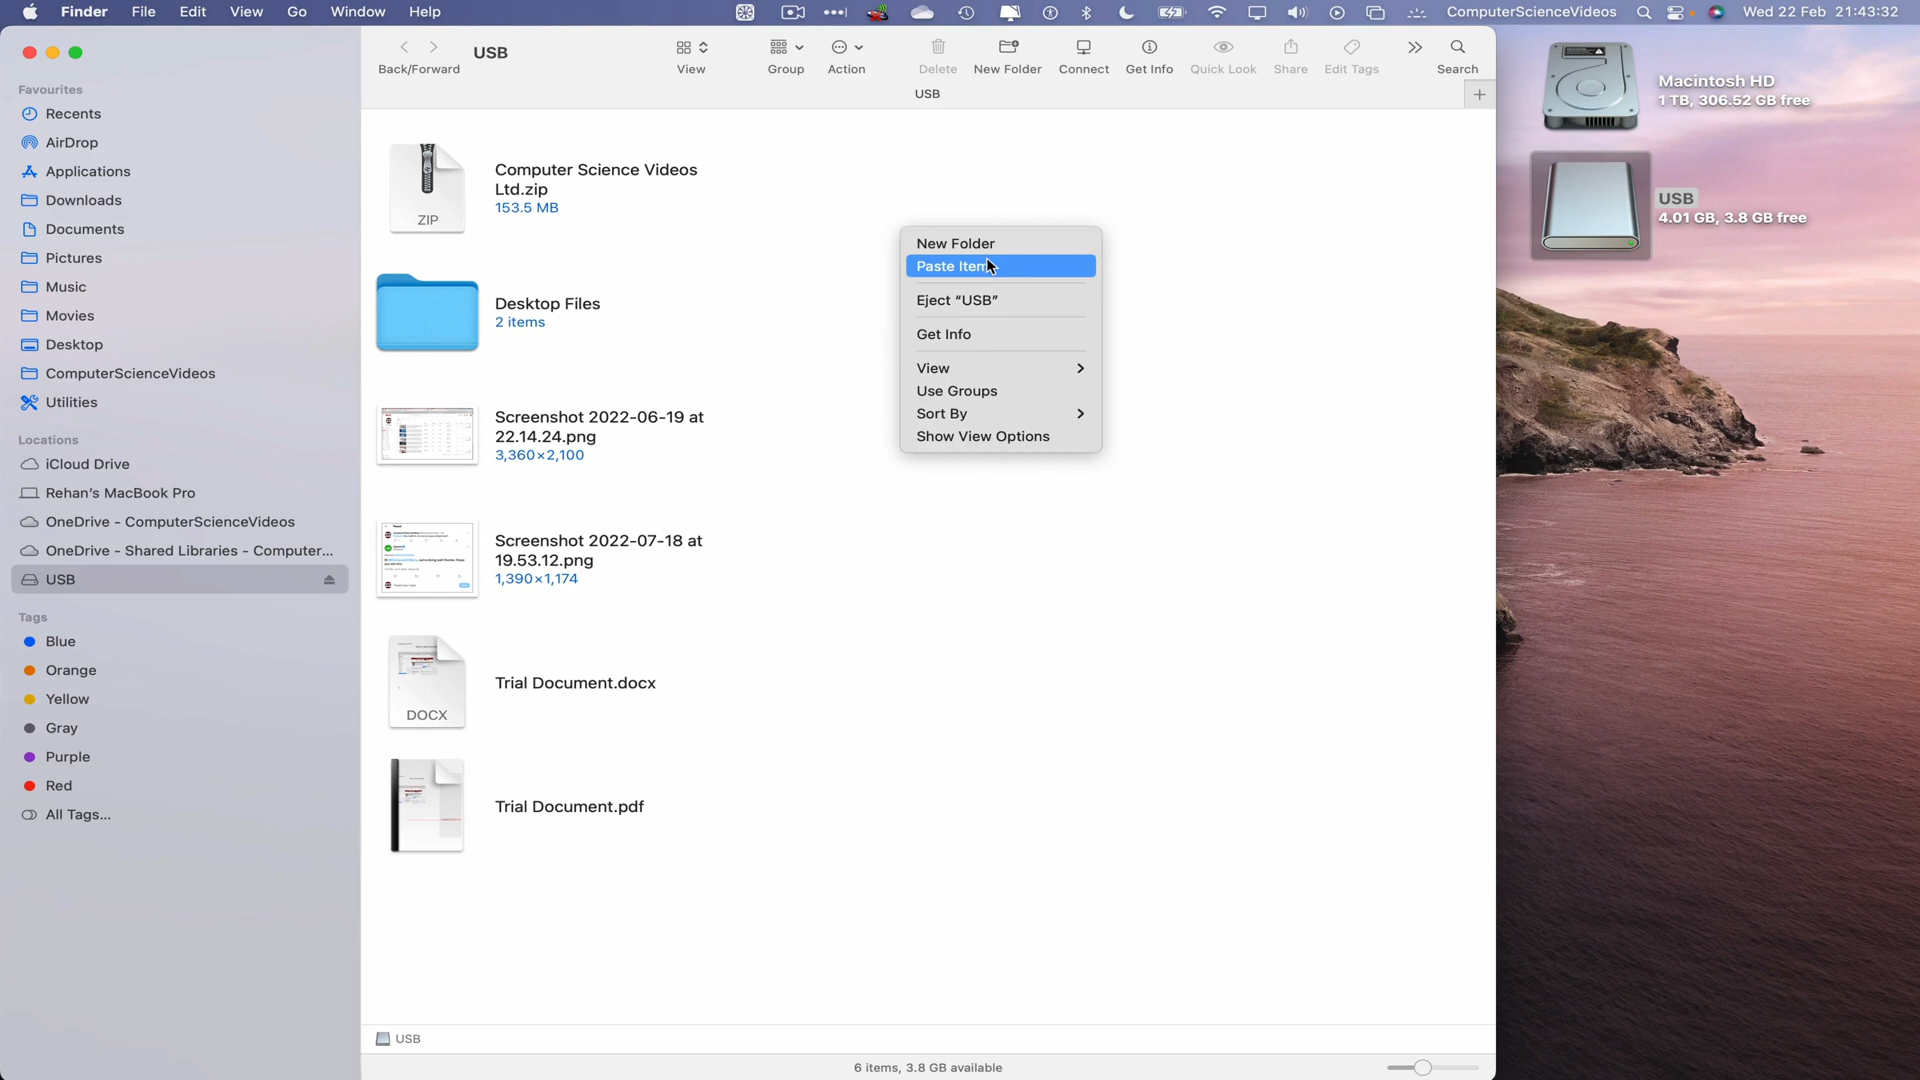 Finder File Edit View Go Window Help ComputerScienceVideos Wed 22 Feb 21:43:32
Back/Forward
USB
View
Group
Action
Delete
New Folder
Connect
Get Info
Quick Look
Share
Edit Tags
Search
USB
Favourites
Recents
AirDrop
Applications
Downloads
Documents
Pictures
Music
Movies
Desktop
ComputerScienceVideos
Utilities
Locations
iCloud Drive
Rehan's MacBook Pro
OneDrive - ComputerScienceVideos
OneDrive - Shared Libraries - Computer...
USB
Tags
Blue
Orange
Yellow
Gray
Purple
Red
All Tags...
ZIP
Computer Science Videos
Ltd.zip
153.5 MB
Desktop Files
2 items
Screenshot 2022-06-19 at
22.14.24.png
3,360×2,100
Screenshot 2022-07-18 at
19.53.12.png
1,390×1,174
DOCX
Trial Document.docx
Trial Document.pdf
New Folder
Paste Item
Eject “USB”
Get Info
View
Use Groups
Sort By
Show View Options
Macintosh HD
1 TB, 306.52 GB free
USB
4.01 GB, 3.8 GB free
USB
6 items, 3.8 GB available